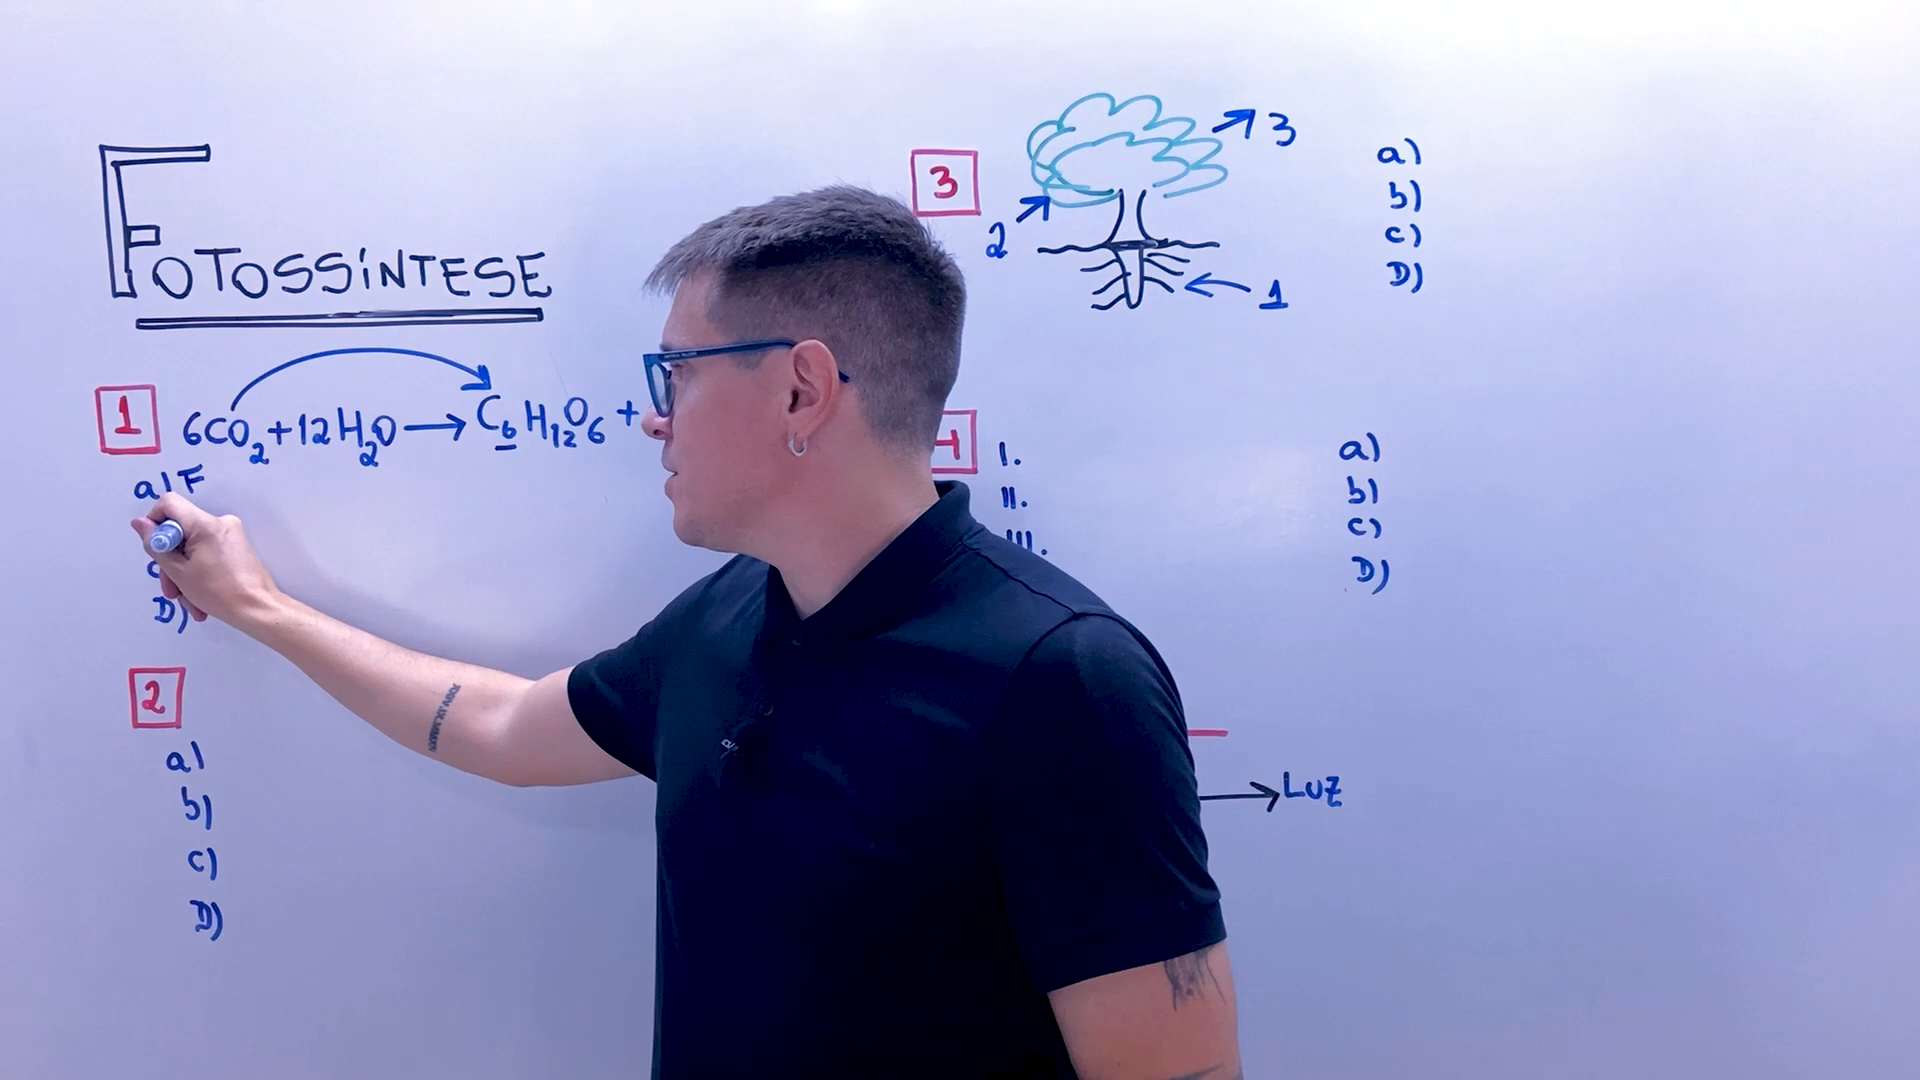 FOTOSSÍNTESE
1
6CO2+12H2O → C6H12O6 +
a) F
c
D)
2
a)
b)
c)
D)
3
3
2
1
a)
b)
c)
D)
I.
II.
III.
a)
b)
c)
D)
→ LUZ